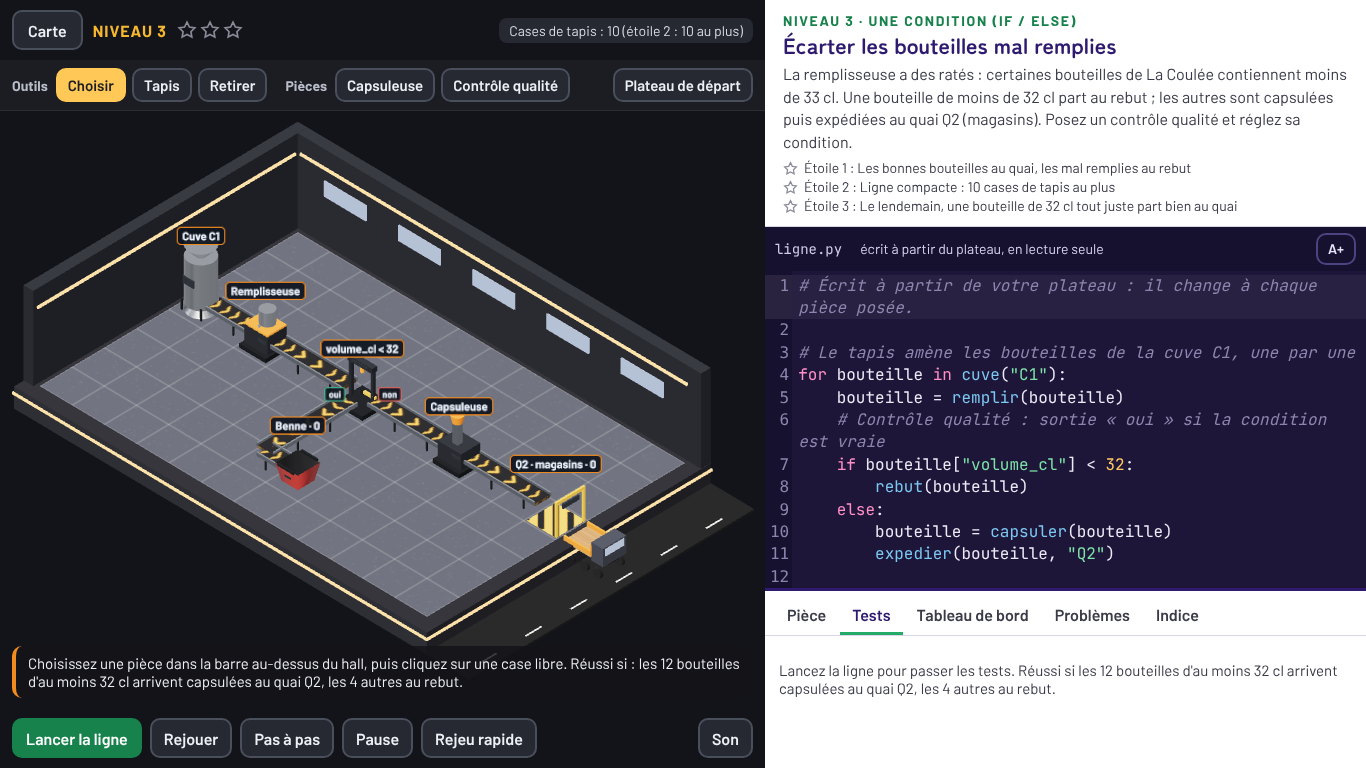 Carte
NIVEAU 3
Cases de tapis : 10 (étoile 2 : 10 au plus)
Outils
Choisir
Tapis
Retirer
Pièces
Capsuleuse
Contrôle qualité
Plateau de départ
Cuve C1
Remplisseuse
volume_cl < 32
oui
non
Capsuleuse
Benne · 0
Q2 · magasins · 0
Choisissez une pièce dans la barre au-dessus du hall, puis cliquez sur une case libre. Réussi si : les 12 bouteilles
d'au moins 32 cl arrivent capsulées au quai Q2, les 4 autres au rebut.
Lancer la ligne
Rejouer
Pas à pas
Pause
Rejeu rapide
Son
NIVEAU 3 · UNE CONDITION (IF / ELSE)
Écarter les bouteilles mal remplies
La remplisseuse a des ratés : certaines bouteilles de La Coulée contiennent moins
de 33 cl. Une bouteille de moins de 32 cl part au rebut ; les autres sont capsulées
puis expédiées au quai Q2 (magasins). Posez un contrôle qualité et réglez sa
condition.
Étoile 1 : Les bonnes bouteilles au quai, les mal remplies au rebut
Étoile 2 : Ligne compacte : 10 cases de tapis au plus
Étoile 3 : Le lendemain, une bouteille de 32 cl tout juste part bien au quai
ligne.py
écrit à partir du plateau, en lecture seule
A+
1 # Écrit à partir de votre plateau : il change à chaque
pièce posée.
2
3 # Le tapis amène les bouteilles de la cuve C1, une par une
4 for bouteille in cuve("C1"):
5     bouteille = remplir(bouteille)
6     # Contrôle qualité : sortie « oui » si la condition
est vraie
7     if bouteille["volume_cl"] < 32:
8         rebut(bouteille)
9     else:
10         bouteille = capsuler(bouteille)
11         expedier(bouteille, "Q2")
12
Pièce
Tests
Tableau de bord
Problèmes
Indice
Lancez la ligne pour passer les tests. Réussi si les 12 bouteilles d'au moins 32 cl arrivent
capsulées au quai Q2, les 4 autres au rebut.